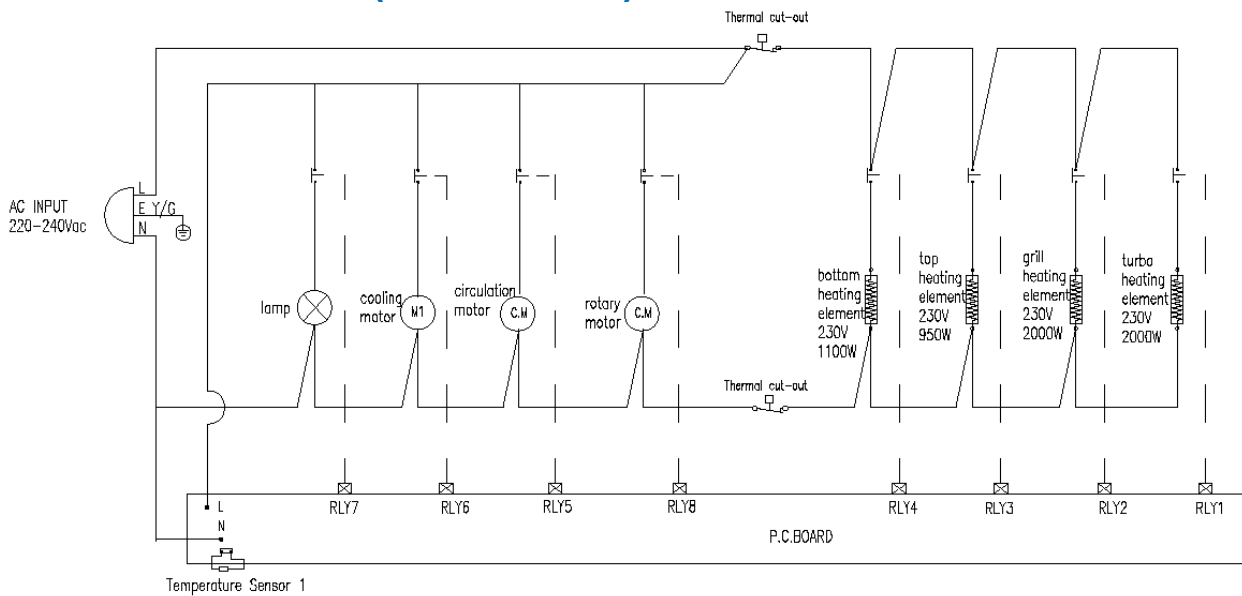 Thermal cut-out
L
AC INPUT
E Y/G
220-240Vac
N
lamp
cooling
motor
M1
circulation
motor
C.M
rotary
motor
C.M
bottom
heating
element
230V
1100W
top
heating
element
230V
950W
grill
heating
element
230V
2000W
turbo
heating
element
230V
2000W
Thermal cut-out
L
N
RLY7
RLY6
RLY5
RLY8
RLY4
RLY3
RLY2
RLY1
P.C.BOARD
Temperature Sensor 1